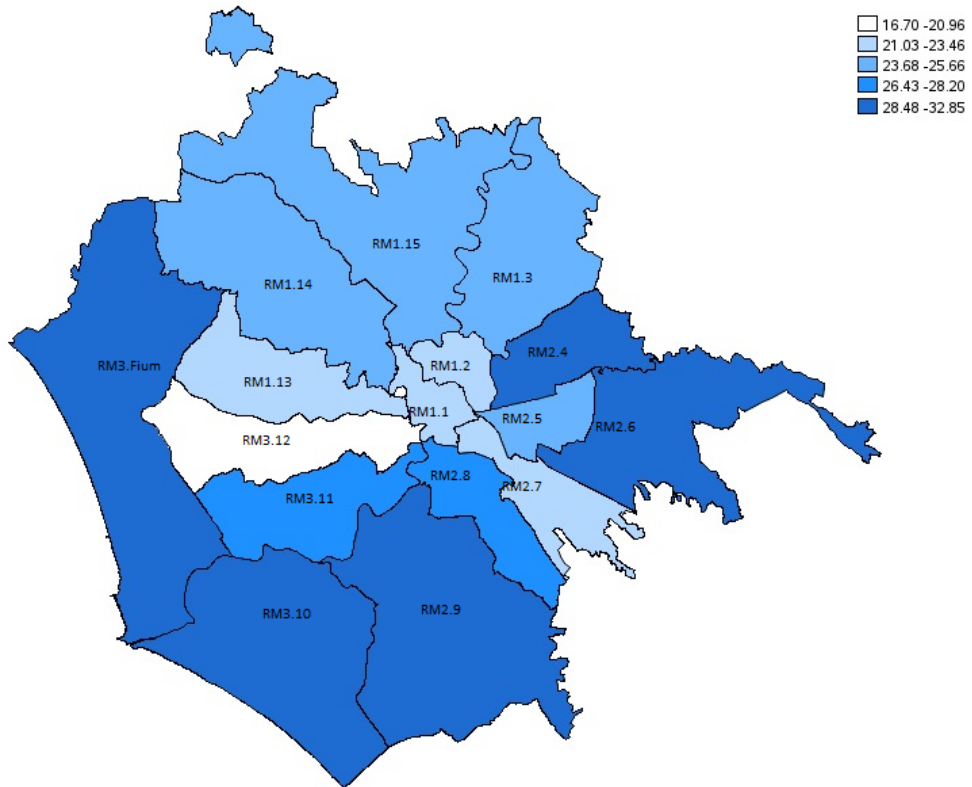 16.70 -20.96
21.03 -23.46
23.68 -25.66
26.43 -28.20
28.48 -32.85
RM1.15
RM1.3
RM1.14
RM2.4
RM3.Fium
RM1.2
RM1.13
RM1.1
RM2.5
RM2.6
RM3.12
RM2.8
RM2.7
RM3.11
RM3.10
RM2.9